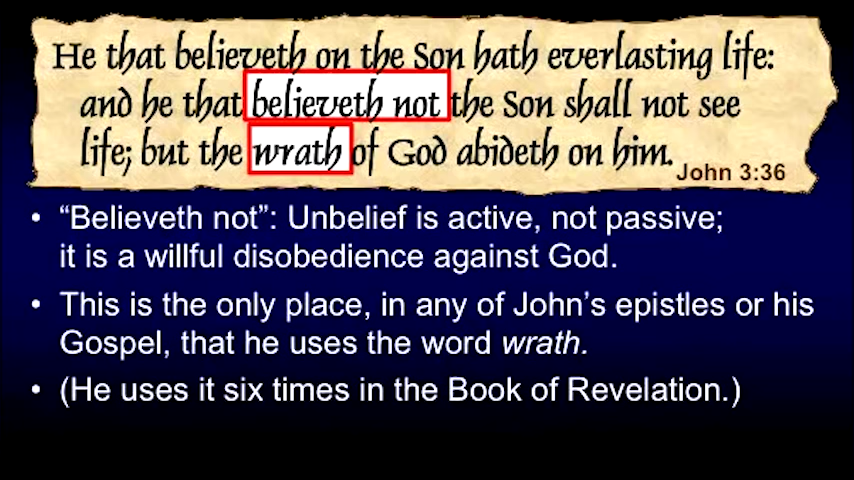 He that believeth on the Son hath everlasting life:
and he that believeth not the Son shall not see
life; but the wrath of God abideth on him.
John 3:36
• “Believeth not”: Unbelief is active, not passive;
it is a willful disobedience against God.
• This is the only place, in any of John’s epistles or his
Gospel, that he uses the word wrath.
• (He uses it six times in the Book of Revelation.)